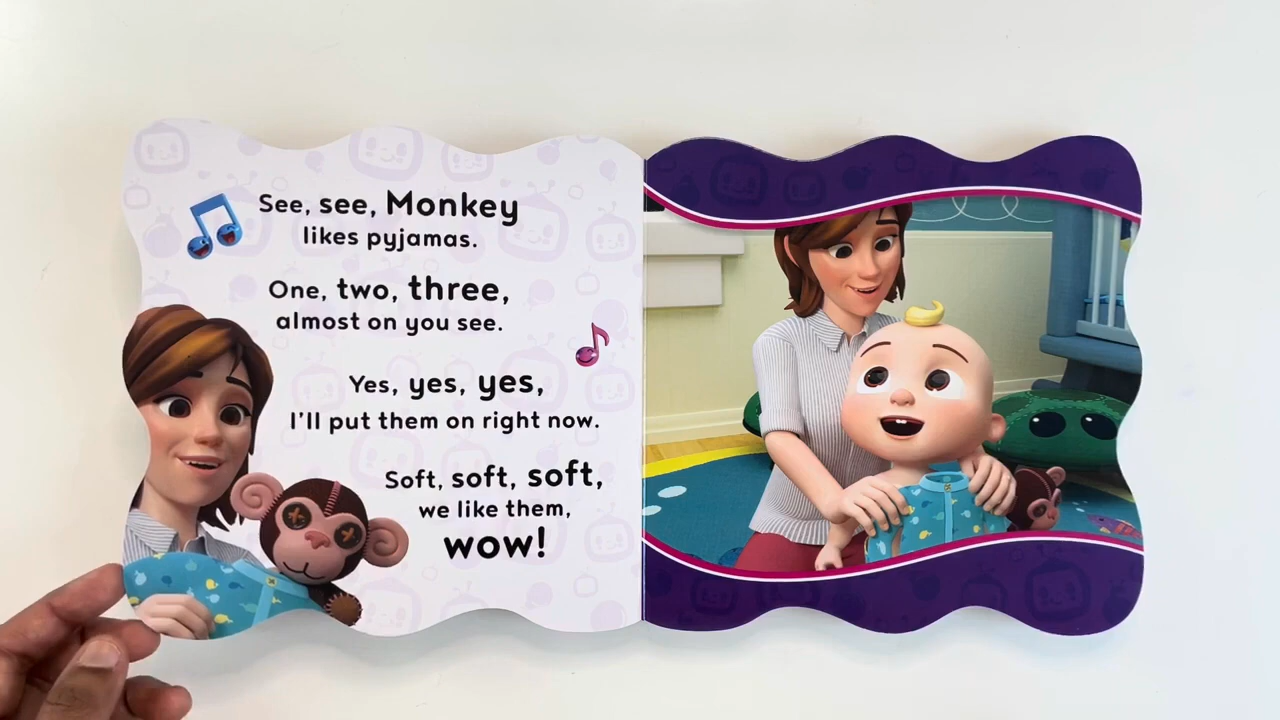 See, see, Monkey
likes pyjamas.
One, two, three,
almost on you see.
Yes, yes, yes,
I'll put them on right now.
Soft, soft, soft,
we like them,
wow!